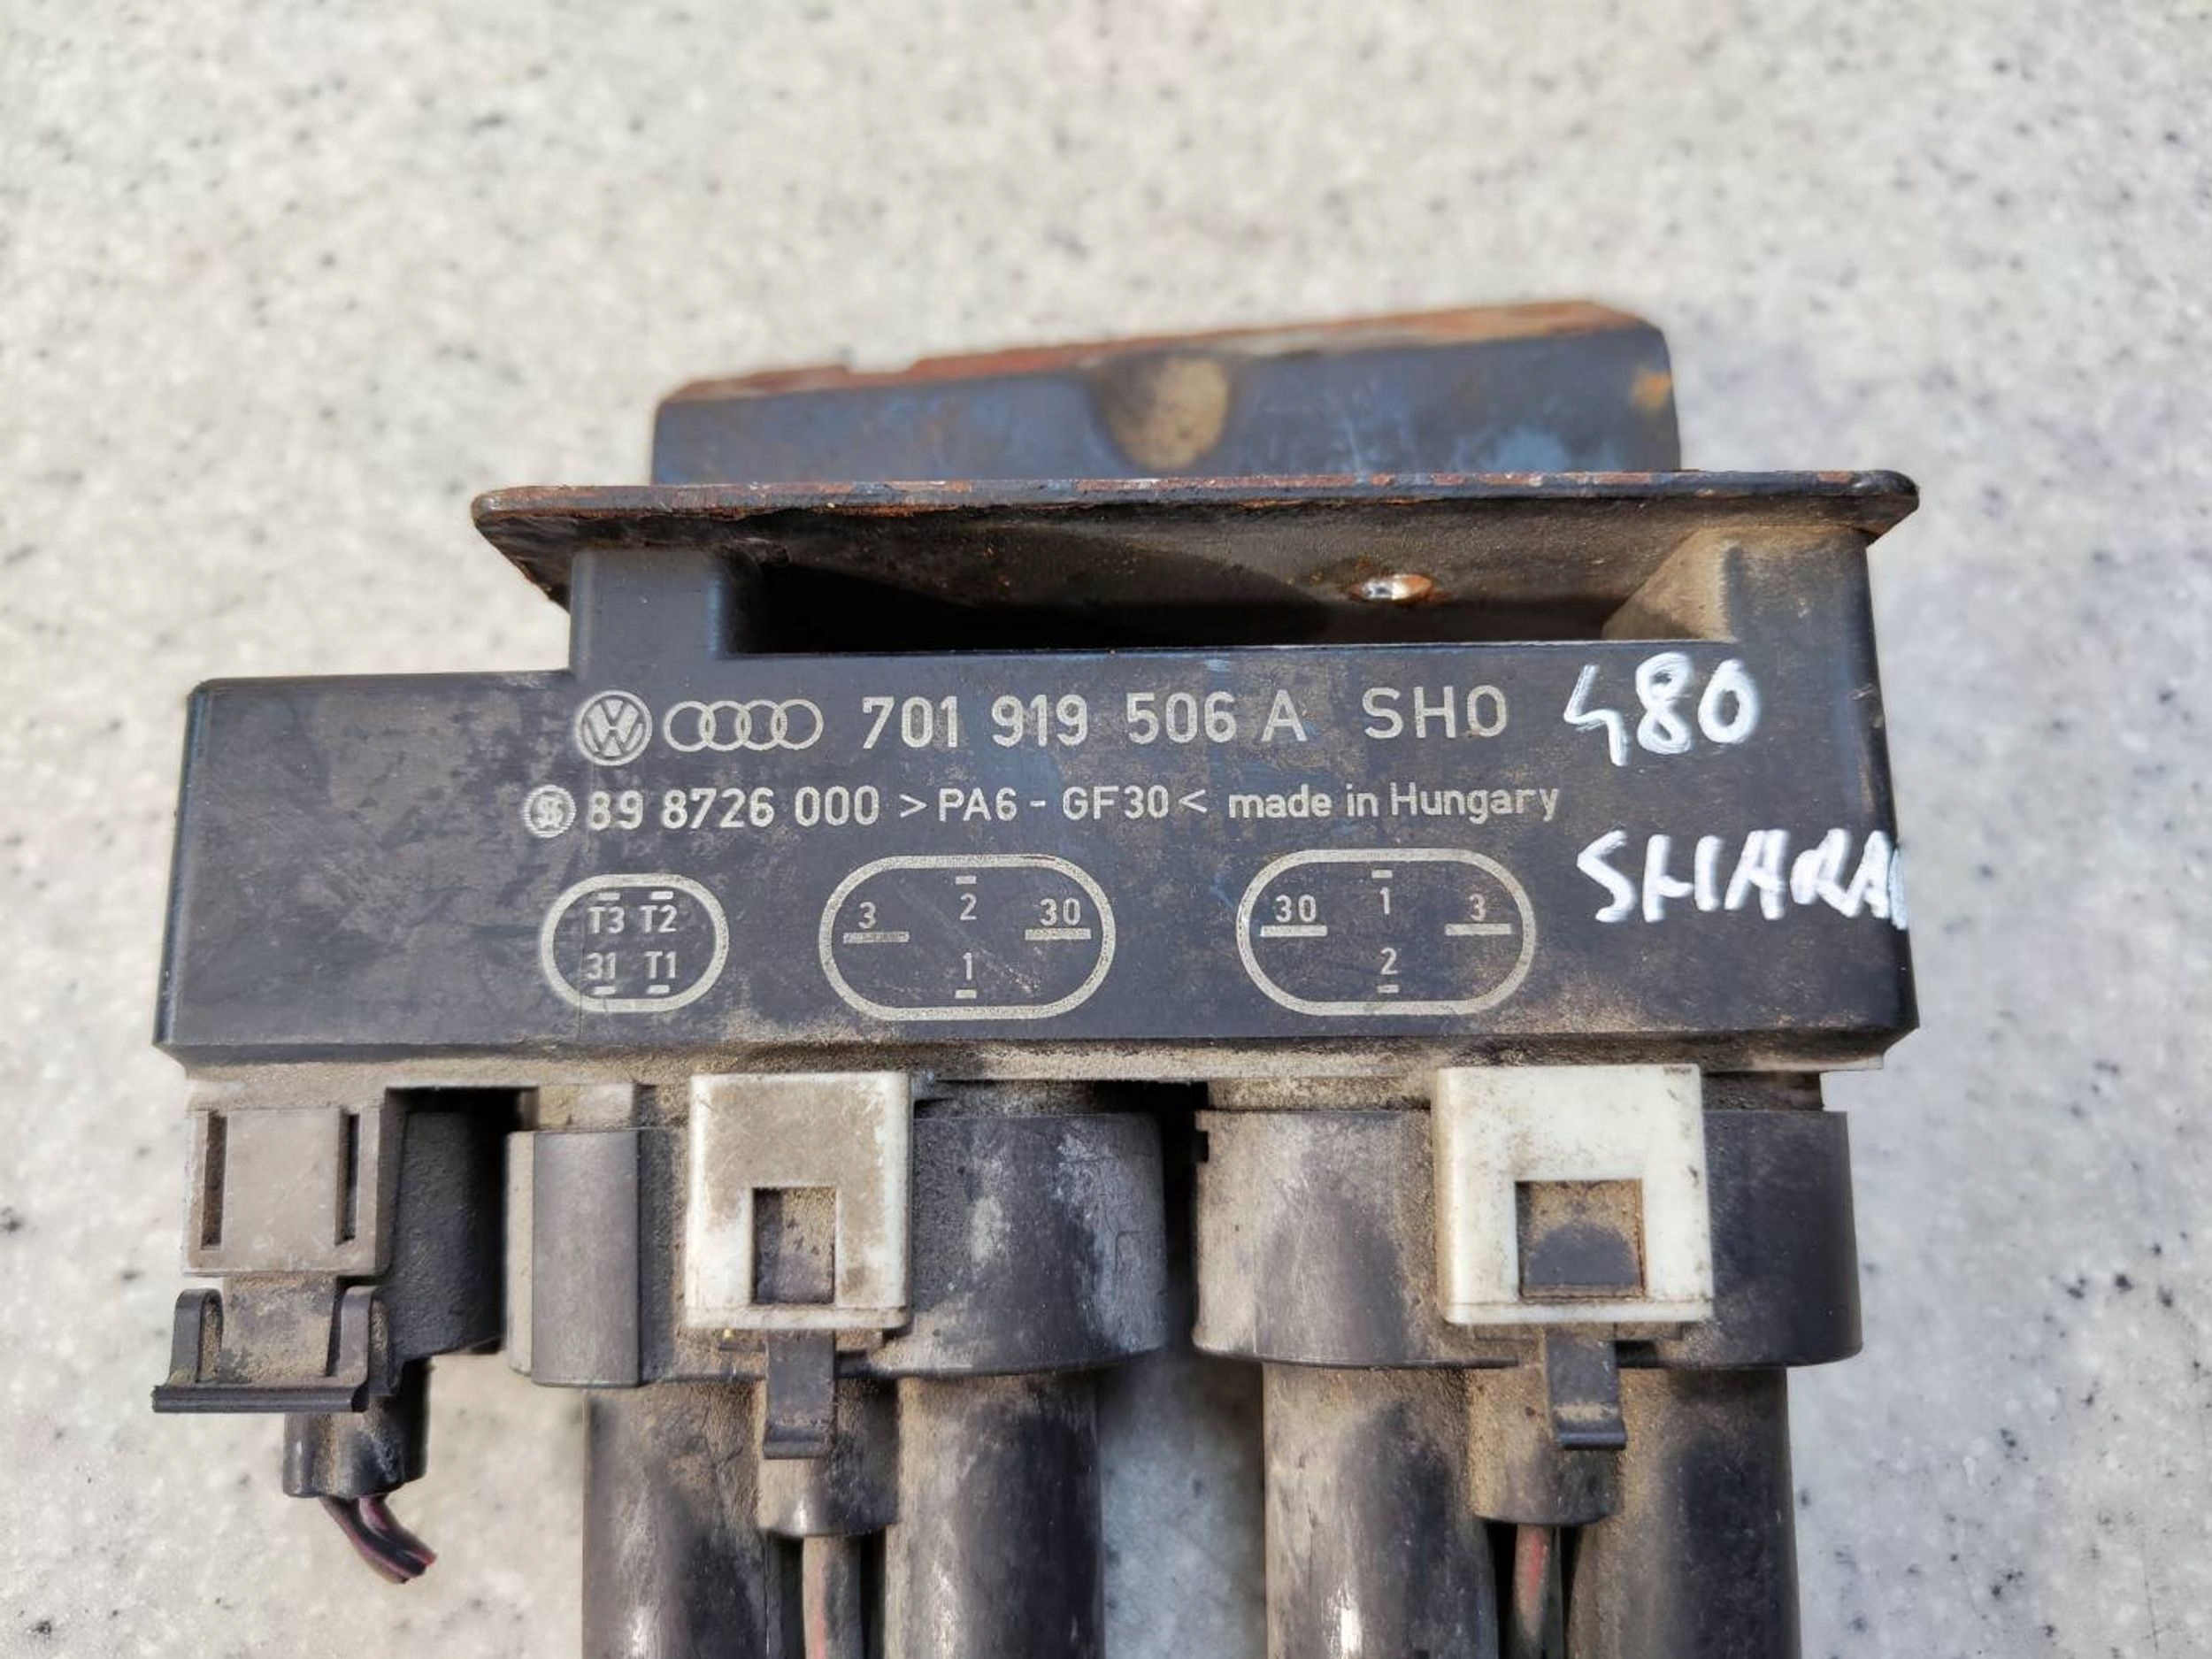 701 919 506 A SHO 480
89 8726 000 >PA6 - GF30< made in Hungary
SHARAN
T3 T2
31 T1
3 2 30
1
30 1 3
2